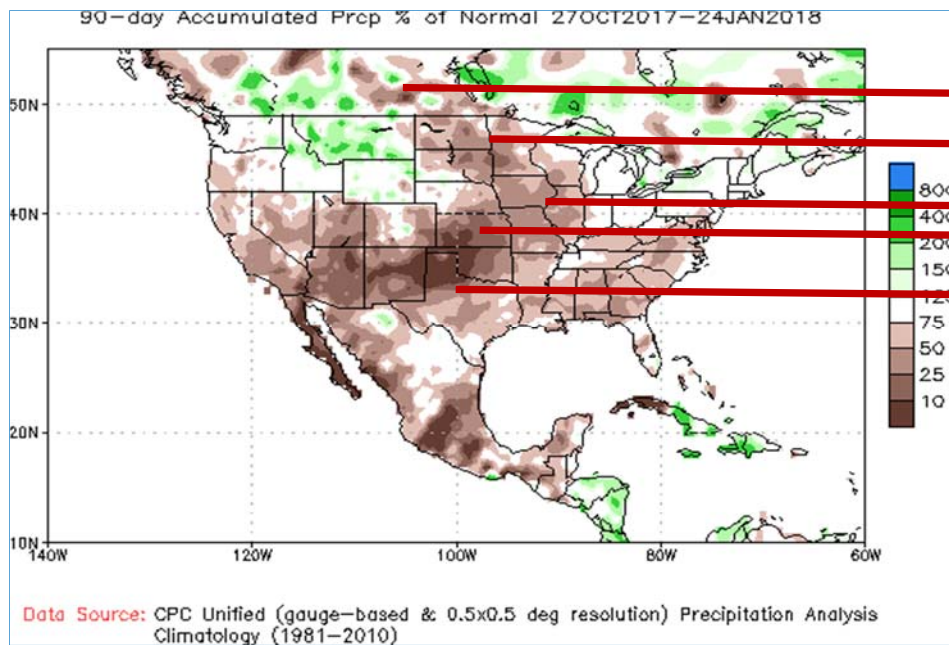 90-day Accumulated Prcp % of Normal 27OCT2017-24JAN2018
50N
40N
30N
20N
10N
140W 120W 100W 80W 60W
800
400
200
150
120
75
50
25
10
Data Source: CPC Unified (gauge-based & 0.5x0.5 deg resolution) Precipitation Analysis
Climatology (1981-2010)